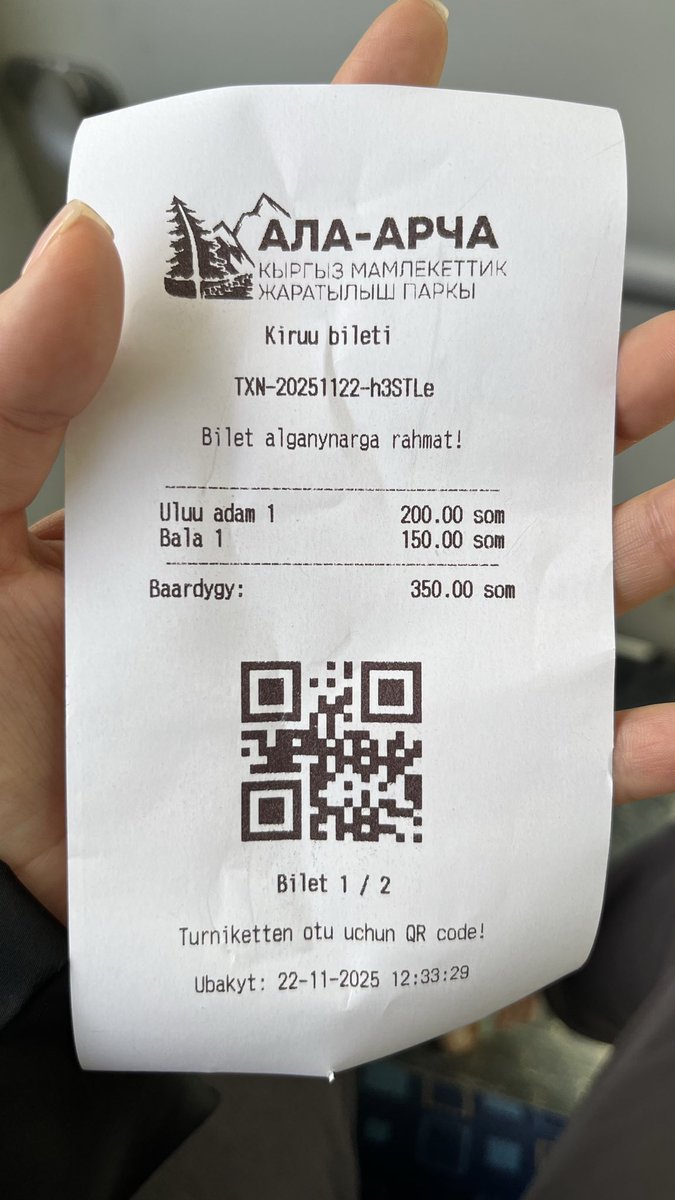 АЛА-АРЧА
КЫРГЫЗ МАМЛЕКЕТТИК
ЖАРАТЫЛЫШ ПАРКЫ
Kiruu bileti
TXN-20251122-h3STLe
Bilet alganynarga rahmat!
Uluu adam 1 200.00 som
Bala 1 150.00 som
Baardygy: 350.00 som
Bilet 1 / 2
Turniketten otu uchun QR code!
Ubakyt: 22-11-2025 12:33:29